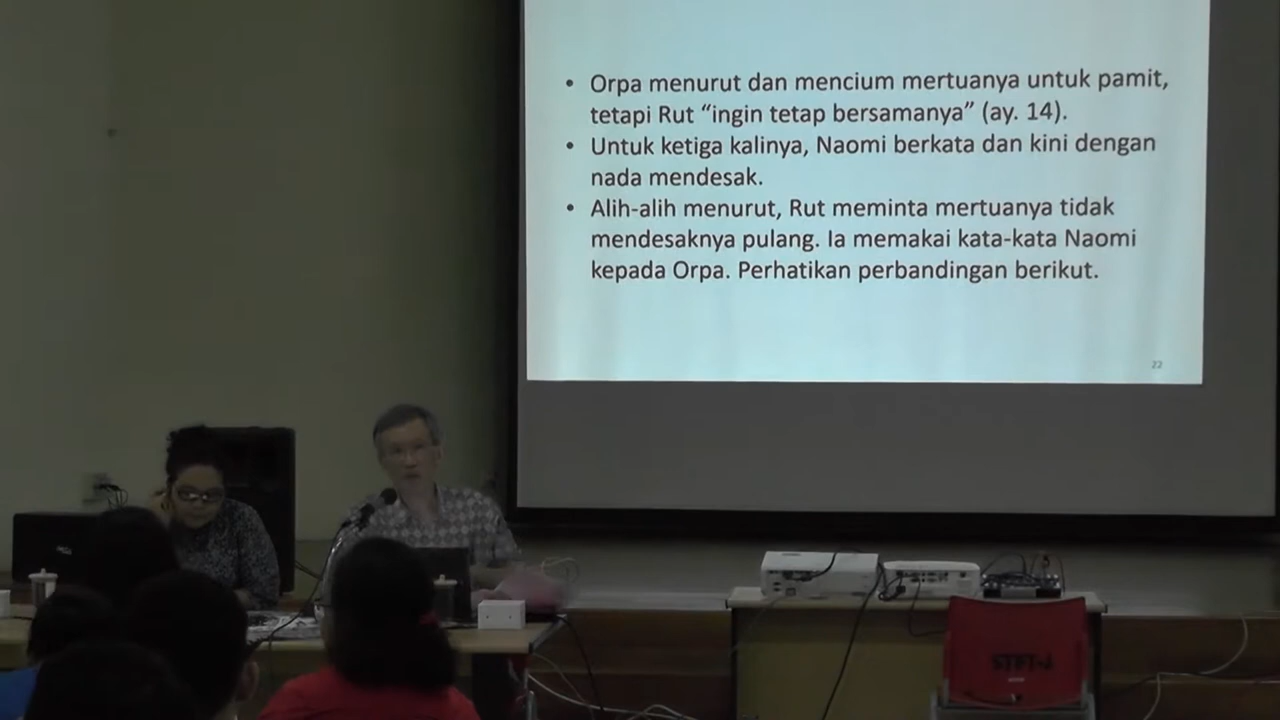 • Orpa menurut dan mencium mertuanya untuk pamit,
tetapi Rut “ingin tetap bersamanya” (ay. 14).
• Untuk ketiga kalinya, Naomi berkata dan kini dengan
nada mendesak.
• Alih-alih menurut, Rut meminta mertuanya tidak
mendesaknya pulang. Ia memakai kata-kata Naomi
kepada Orpa. Perhatikan perbandingan berikut.
22
STFT-J